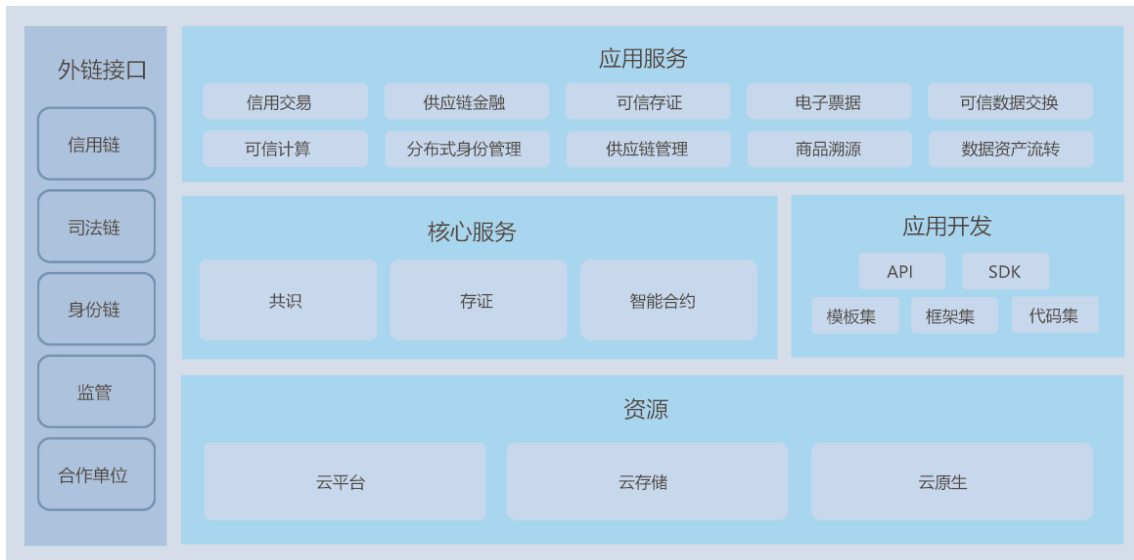 外链接口
信用链
司法链
身份链
监管
合作单位
应用服务
信用交易 供应链金融 可信存证 电子票据 可信数据交换
可信计算 分布式身份管理 供应链管理 商品溯源 数据资产流转
核心服务
共识 存证 智能合约
应用开发
API SDK
模板集 框架集 代码集
资源
云平台 云存储 云原生